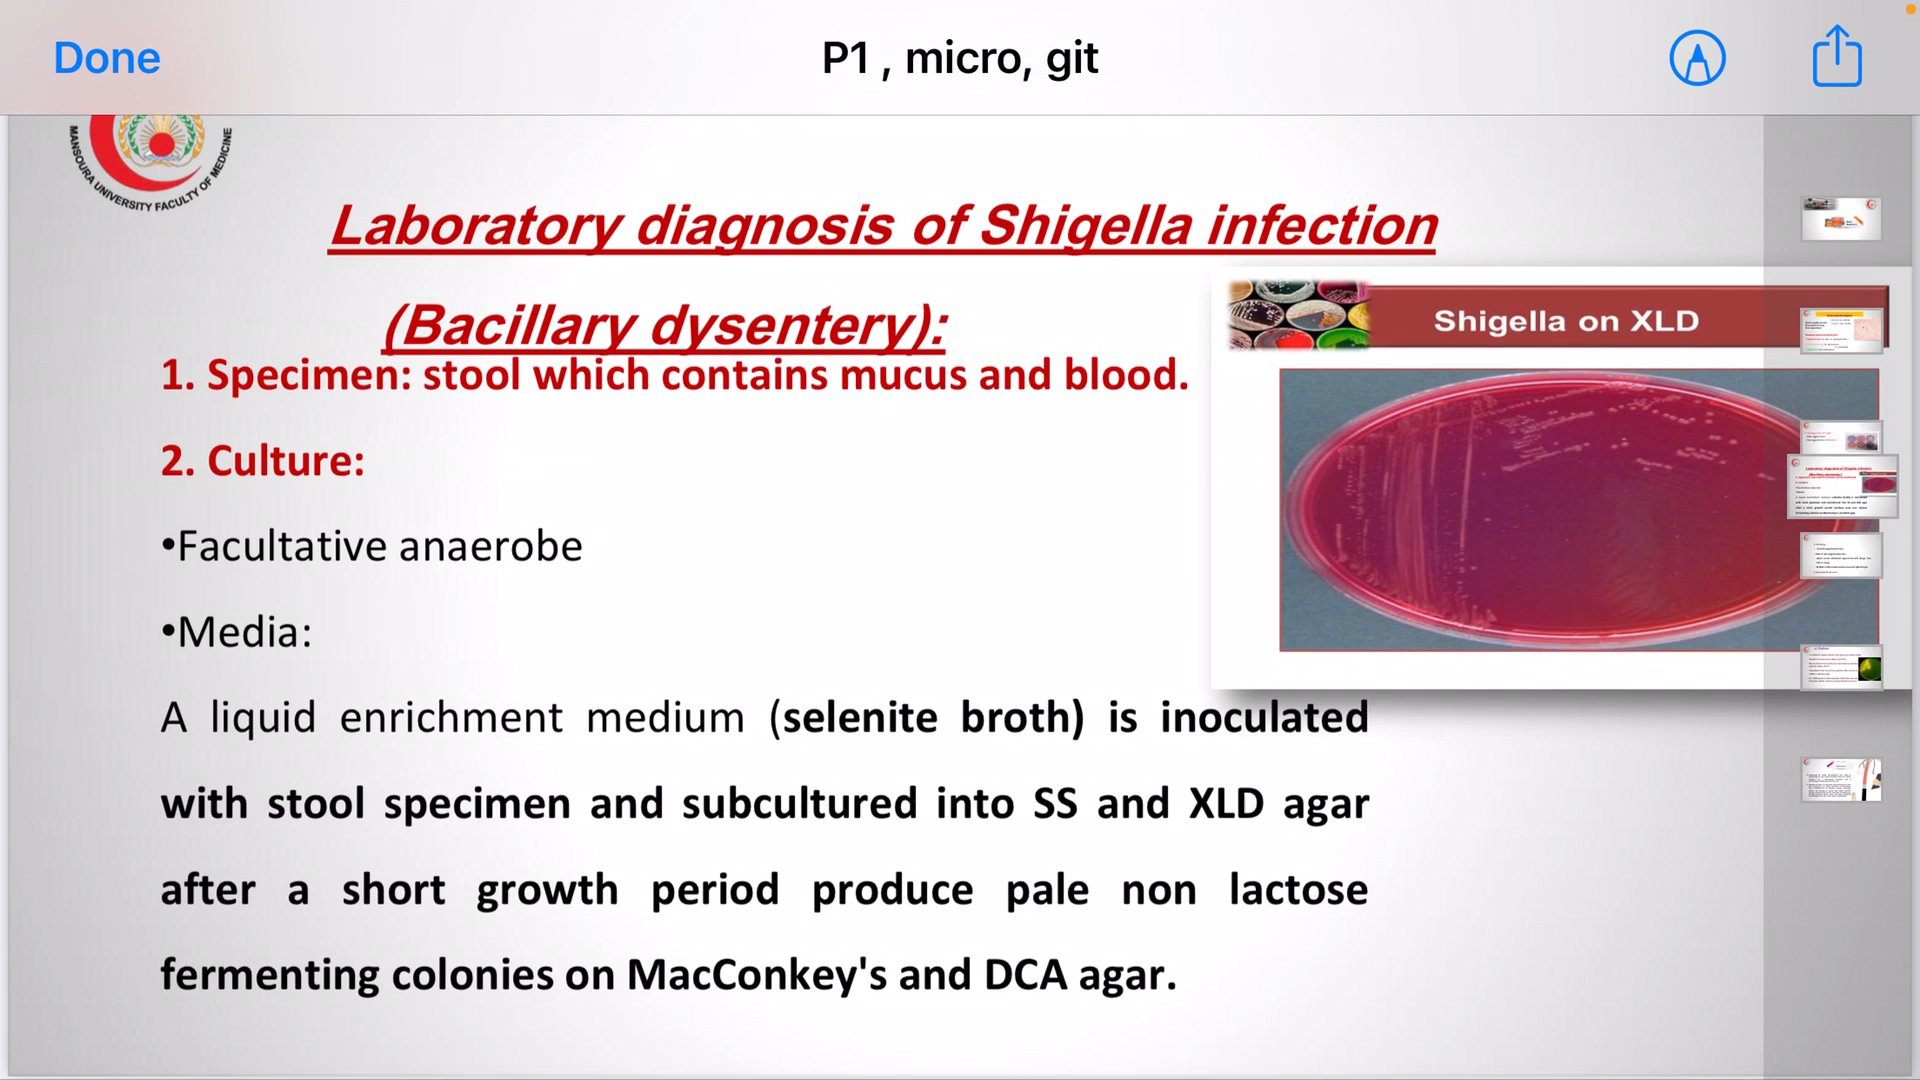 Done
P1 , micro, git
MANSOURA UNIVERSITY FACULTY OF MEDICINE
Laboratory diagnosis of Shigella infection
(Bacillary dysentery):
1. Specimen: stool which contains mucus and blood.
2. Culture:
•Facultative anaerobe
•Media:
A liquid enrichment medium (selenite broth) is inoculated
with stool specimen and subcultured into SS and XLD agar
after a short growth period produce pale non lactose
fermenting colonies on MacConkey's and DCA agar.
Shigella on XLD